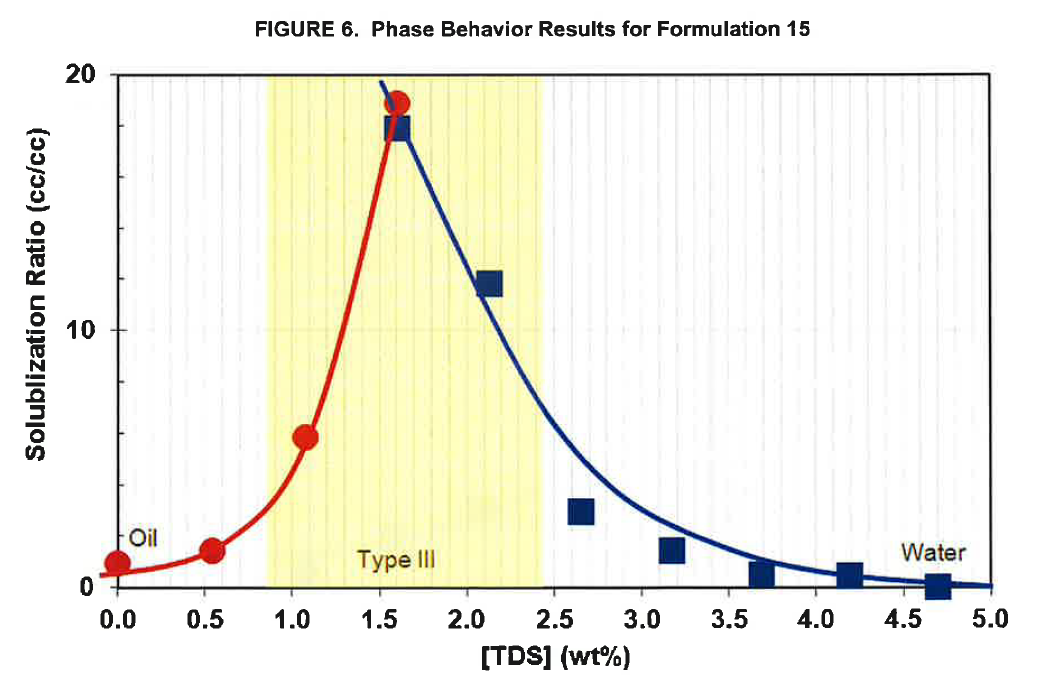 FIGURE 6. Phase Behavior Results for Formulation 15
Solublization Ratio (cc/cc)
20
10
0
Oil
Type III
Water
0.0 0.5 1.0 1.5 2.0 2.5 3.0 3.5 4.0 4.5 5.0
[TDS] (wt%)